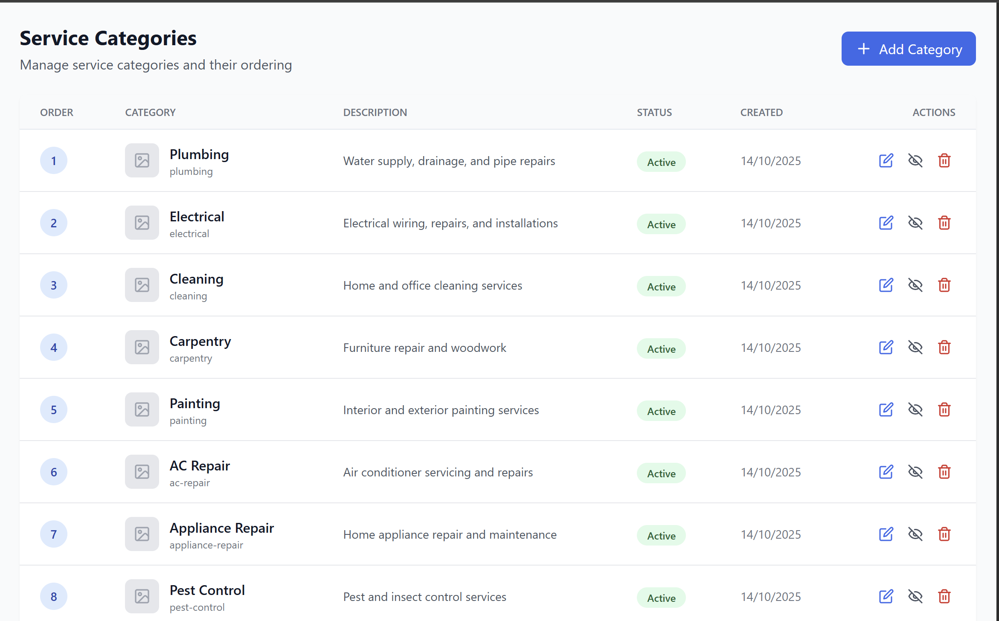 Service Categories
Manage service categories and their ordering
+ Add Category
ORDER CATEGORY DESCRIPTION STATUS CREATED ACTIONS
1 Plumbing Water supply, drainage, and pipe repairs Active 14/10/2025
plumbing
2 Electrical Electrical wiring, repairs, and installations Active 14/10/2025
electrical
3 Cleaning Home and office cleaning services Active 14/10/2025
cleaning
4 Carpentry Furniture repair and woodwork Active 14/10/2025
carpentry
5 Painting Interior and exterior painting services Active 14/10/2025
painting
6 AC Repair Air conditioner servicing and repairs Active 14/10/2025
ac-repair
7 Appliance Repair Home appliance repair and maintenance Active 14/10/2025
appliance-repair
8 Pest Control Pest and insect control services Active 14/10/2025
pest-control